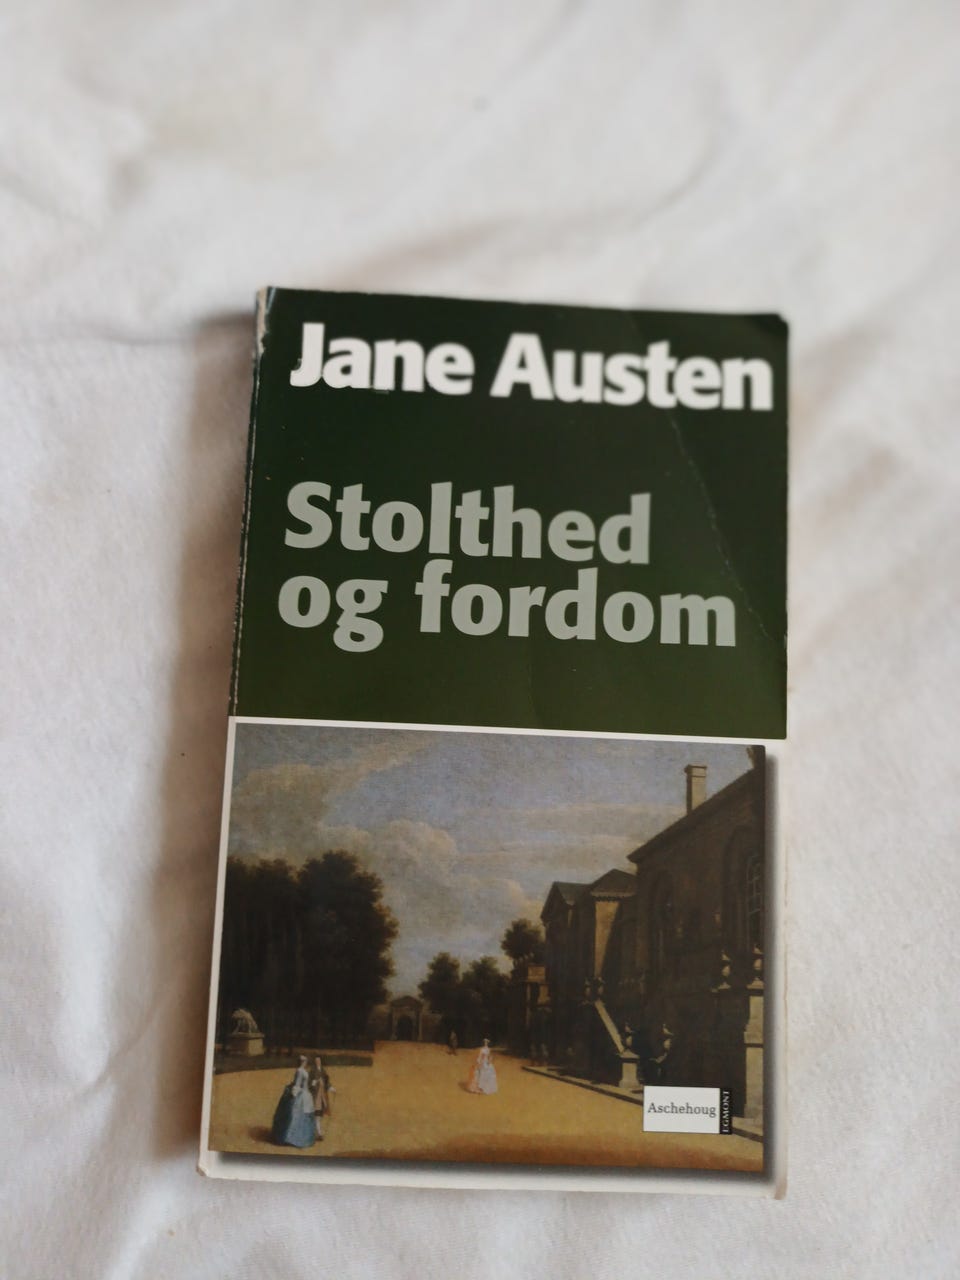 Jane Austen
Stolthed
og fordom
Aschehoug
EGMONT